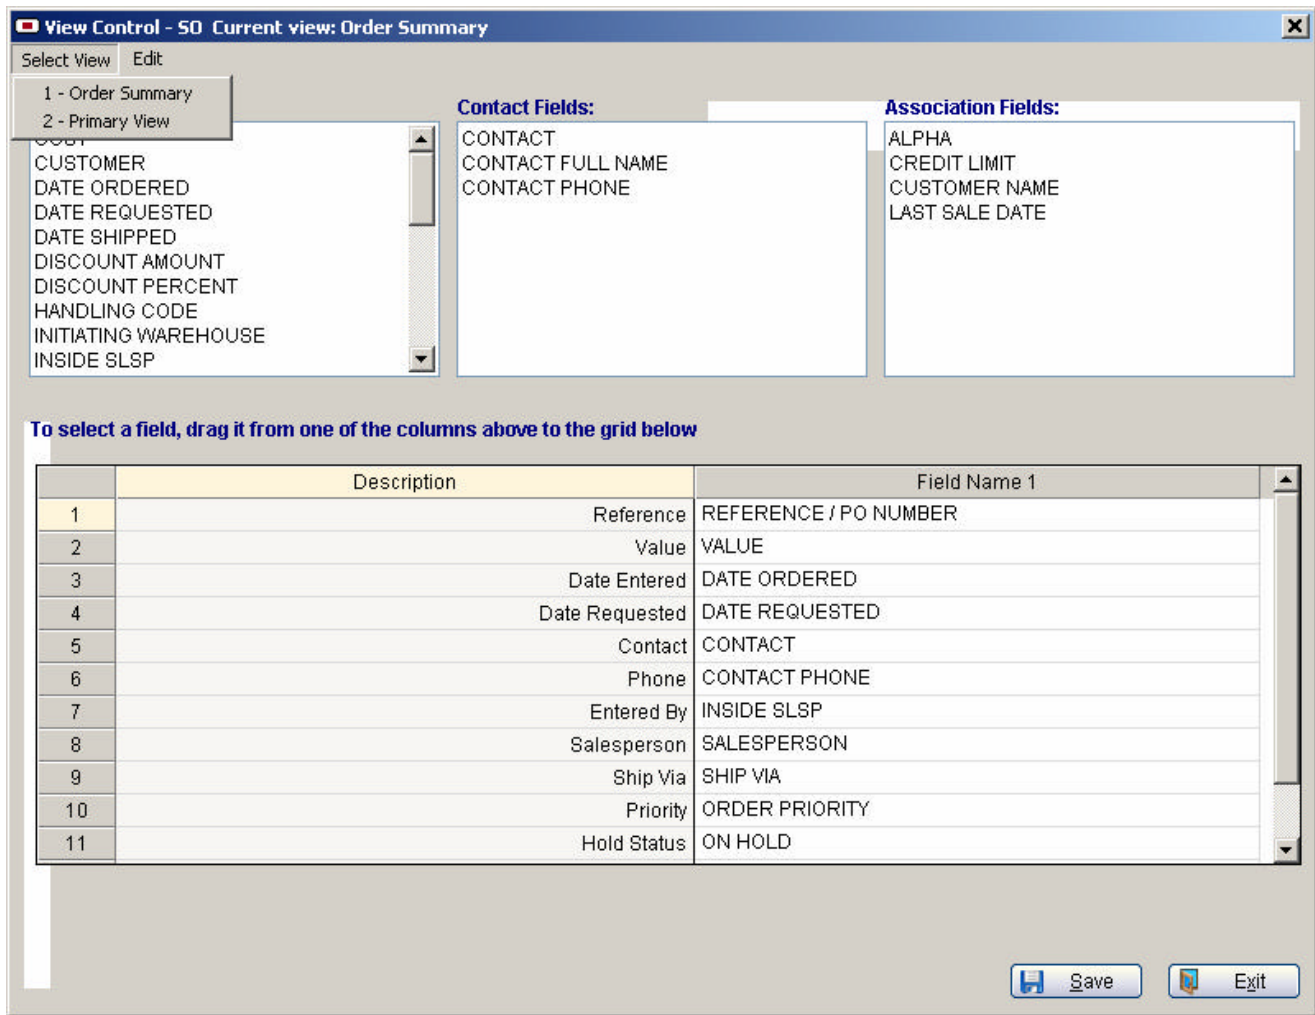 View Control - SO Current view: Order Summary
Select View Edit
1 - Order Summary
2 - Primary View
Contact Fields:
Association Fields:
CUSTOMER
DATE ORDERED
DATE REQUESTED
DATE SHIPPED
DISCOUNT AMOUNT
DISCOUNT PERCENT
HANDLING CODE
INITIATING WAREHOUSE
INSIDE SLSP
CONTACT
CONTACT FULL NAME
CONTACT PHONE
ALPHA
CREDIT LIMIT
CUSTOMER NAME
LAST SALE DATE
To select a field, drag it from one of the columns above to the grid below
Description Field Name 1
1 Reference REFERENCE / PO NUMBER
2 Value VALUE
3 Date Entered DATE ORDERED
4 Date Requested DATE REQUESTED
5 Contact CONTACT
6 Phone CONTACT PHONE
7 Entered By INSIDE SLSP
8 Salesperson SALESPERSON
9 Ship Via SHIP VIA
10 Priority ORDER PRIORITY
11 Hold Status ON HOLD
Save Exit